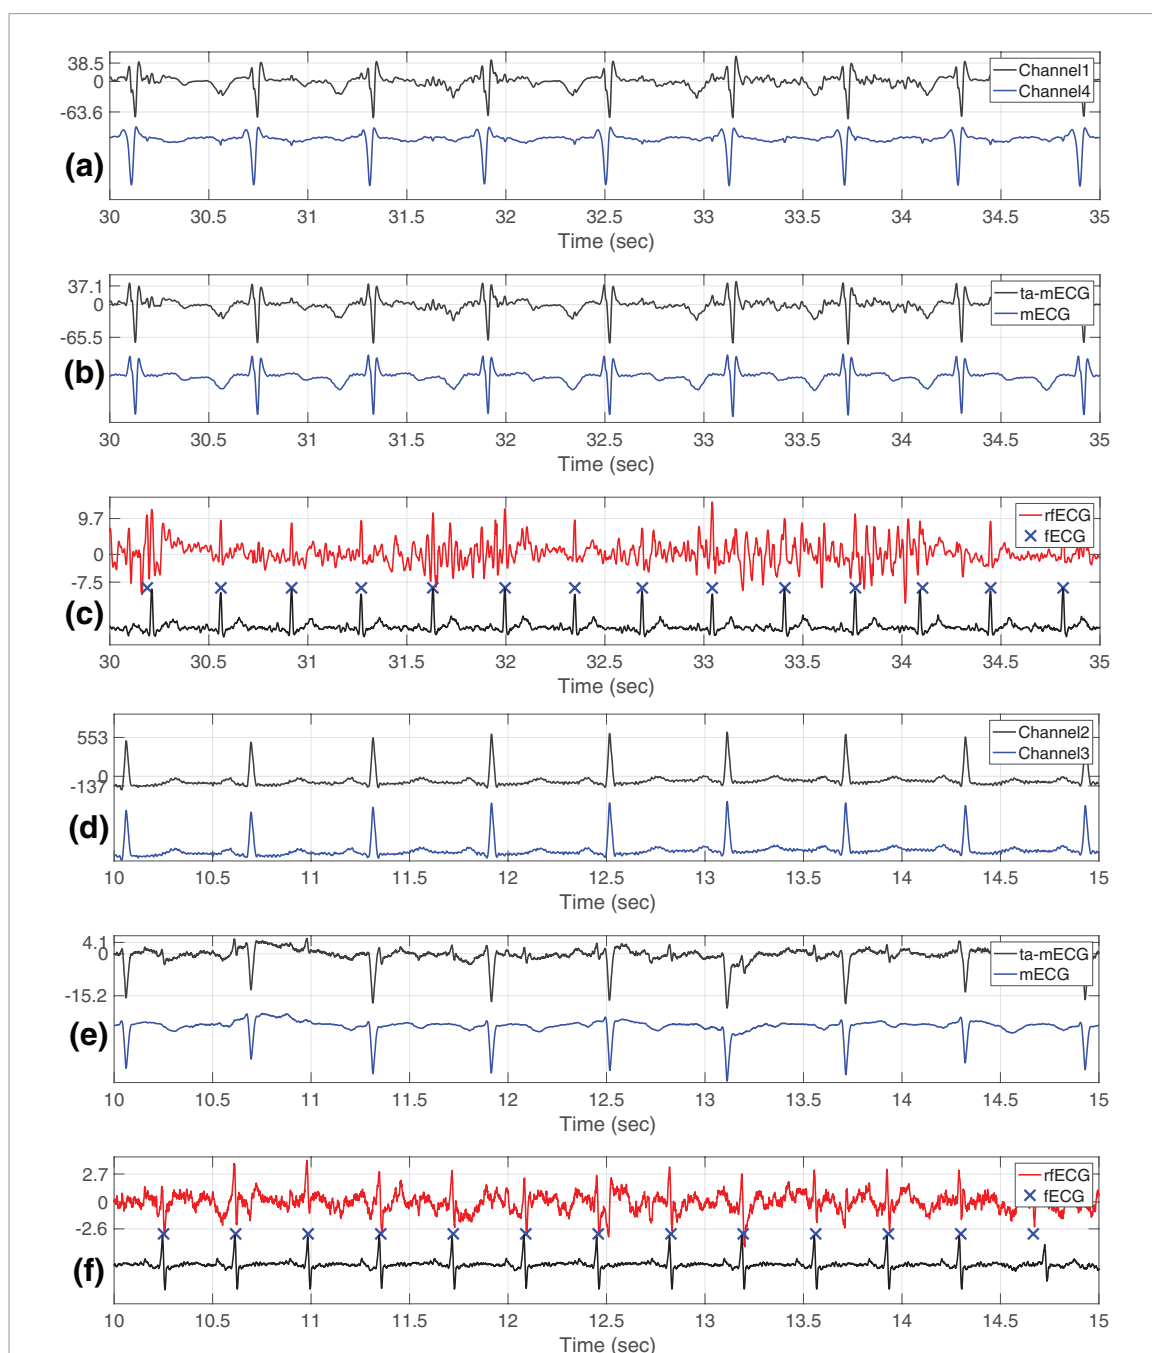 38.5
0
-63.6
Channel1
Channel4
(a)
30 30.5 31 31.5 32 32.5 33 33.5 34 34.5 35
Time (sec)
37.1
0
-65.5
ta-mECG
mECG
(b)
30 30.5 31 31.5 32 32.5 33 33.5 34 34.5 35
Time (sec)
9.7
0
-7.5
rfECG
fECG
(c)
30 30.5 31 31.5 32 32.5 33 33.5 34 34.5 35
Time (sec)
553
0
-137
Channel2
Channel3
(d)
10 10.5 11 11.5 12 12.5 13 13.5 14 14.5 15
Time (sec)
4.1
0
-15.2
ta-mECG
mECG
(e)
10 10.5 11 11.5 12 12.5 13 13.5 14 14.5 15
Time (sec)
2.7
0
-2.6
rfECG
fECG
(f)
10 10.5 11 11.5 12 12.5 13 13.5 14 14.5 15
Time (sec)